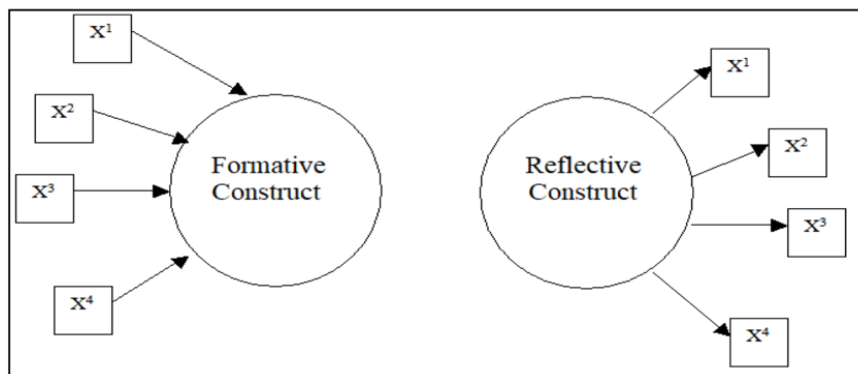 X¹
X²
X³
X⁴
Formative
Construct
Reflective
Construct
X¹
X²
X³
X⁴